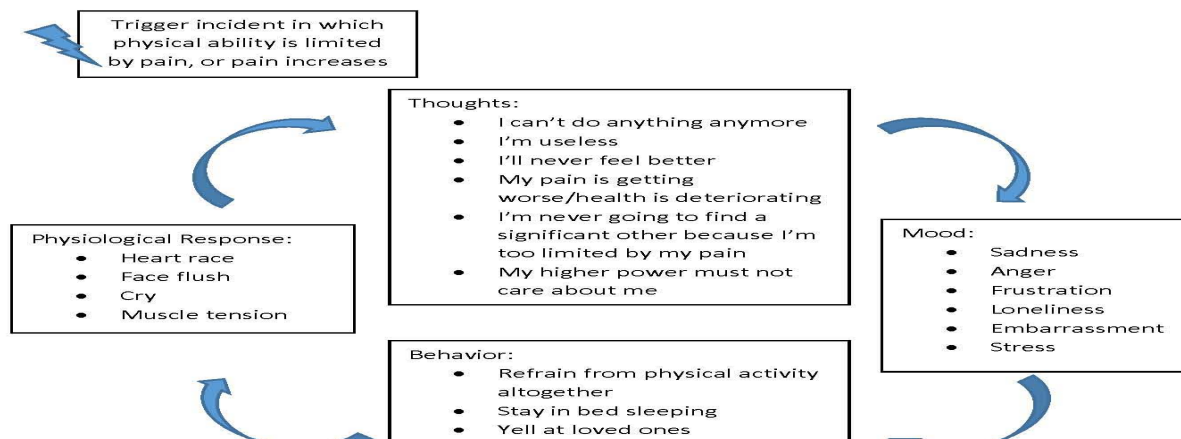 Trigger incident in which
physical ability is limited
by pain, or pain increases
Thoughts:
• I can't do anything anymore
• I'm useless
• I'll never feel better
• My pain is getting
worse/health is deteriorating
• I'm never going to find a
significant other because I'm
too limited by my pain
• My higher power must not
care about me
Physiological Response:
• Heart race
• Face flush
• Cry
• Muscle tension
Mood:
• Sadness
• Anger
• Frustration
• Loneliness
• Embarrassment
• Stress
Behavior:
• Refrain from physical activity
altogether
• Stay in bed sleeping
• Yell at loved ones